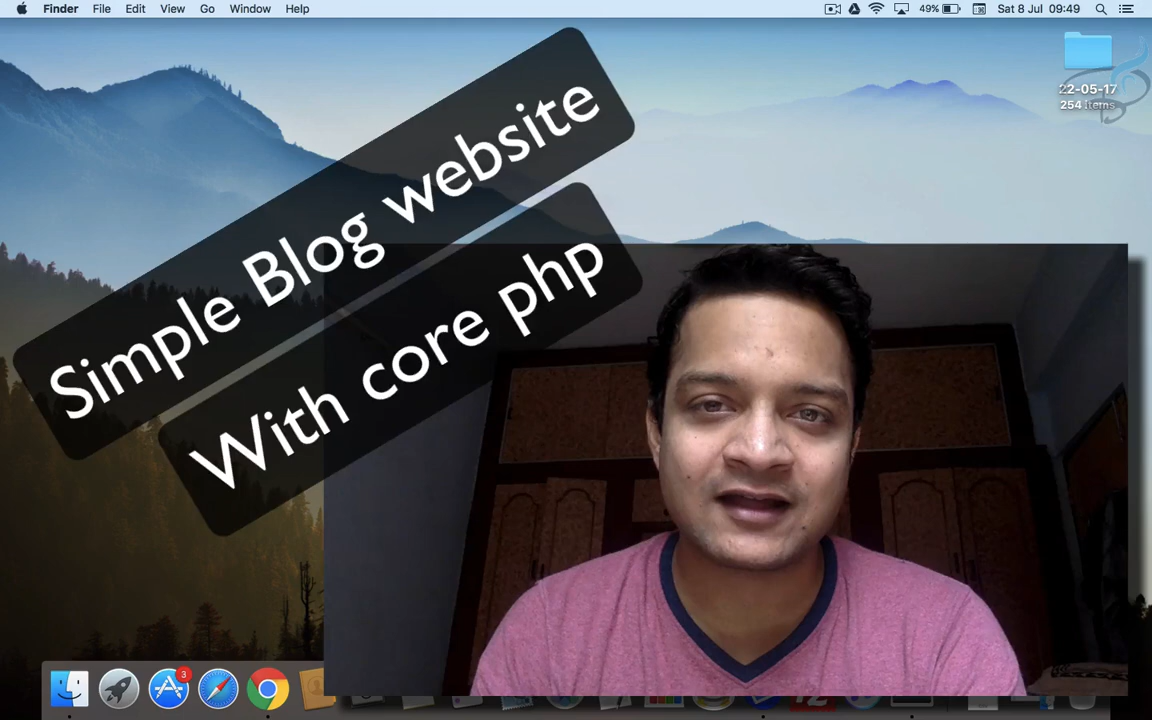 Finder File Edit View Go Window Help 49% Sat 8 Jul 09:49
22-05-17
254 items
Simple Blog website
With core php
3